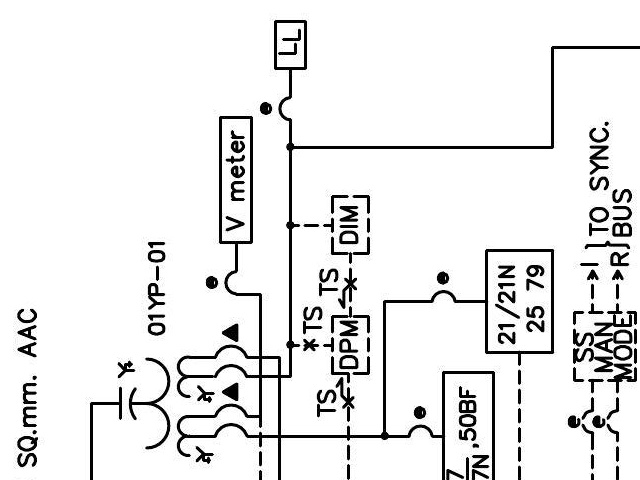 LL
V meter
DIM
TO SYNC.
BUS
I
R
01YP-01
TS
TS
DPM
TS
21/21N
25 79
SS
MAN
MODE
SQ.mm. AAC
Y
Y
Y
7
7N,50BF